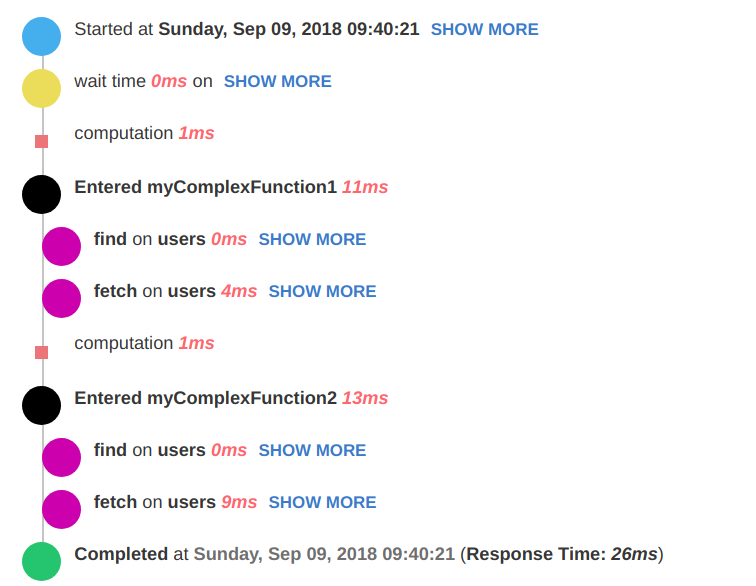 Started at Sunday, Sep 09, 2018 09:40:21 SHOW MORE
wait time 0ms on SHOW MORE
computation 1ms
Entered myComplexFunction1 11ms
find on users 0ms SHOW MORE
fetch on users 4ms SHOW MORE
computation 1ms
Entered myComplexFunction2 13ms
find on users 0ms SHOW MORE
fetch on users 9ms SHOW MORE
Completed at Sunday, Sep 09, 2018 09:40:21 (Response Time: 26ms)